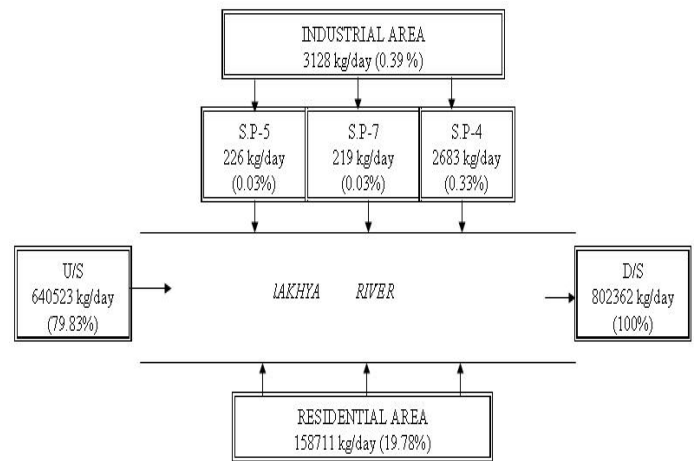 INDUSTRIAL AREA
3128 kg/day (0.39 %)
S.P-5
226 kg/day
(0.03%)
S.P-7
219 kg/day
(0.03%)
S.P-4
2683 kg/day
(0.33%)
U/S
640523 kg/day
(79.83%)
lAKHYA RIVER
D/S
802362 kg/day
(100%)
RESIDENTIAL AREA
158711 kg/day (19.78%)